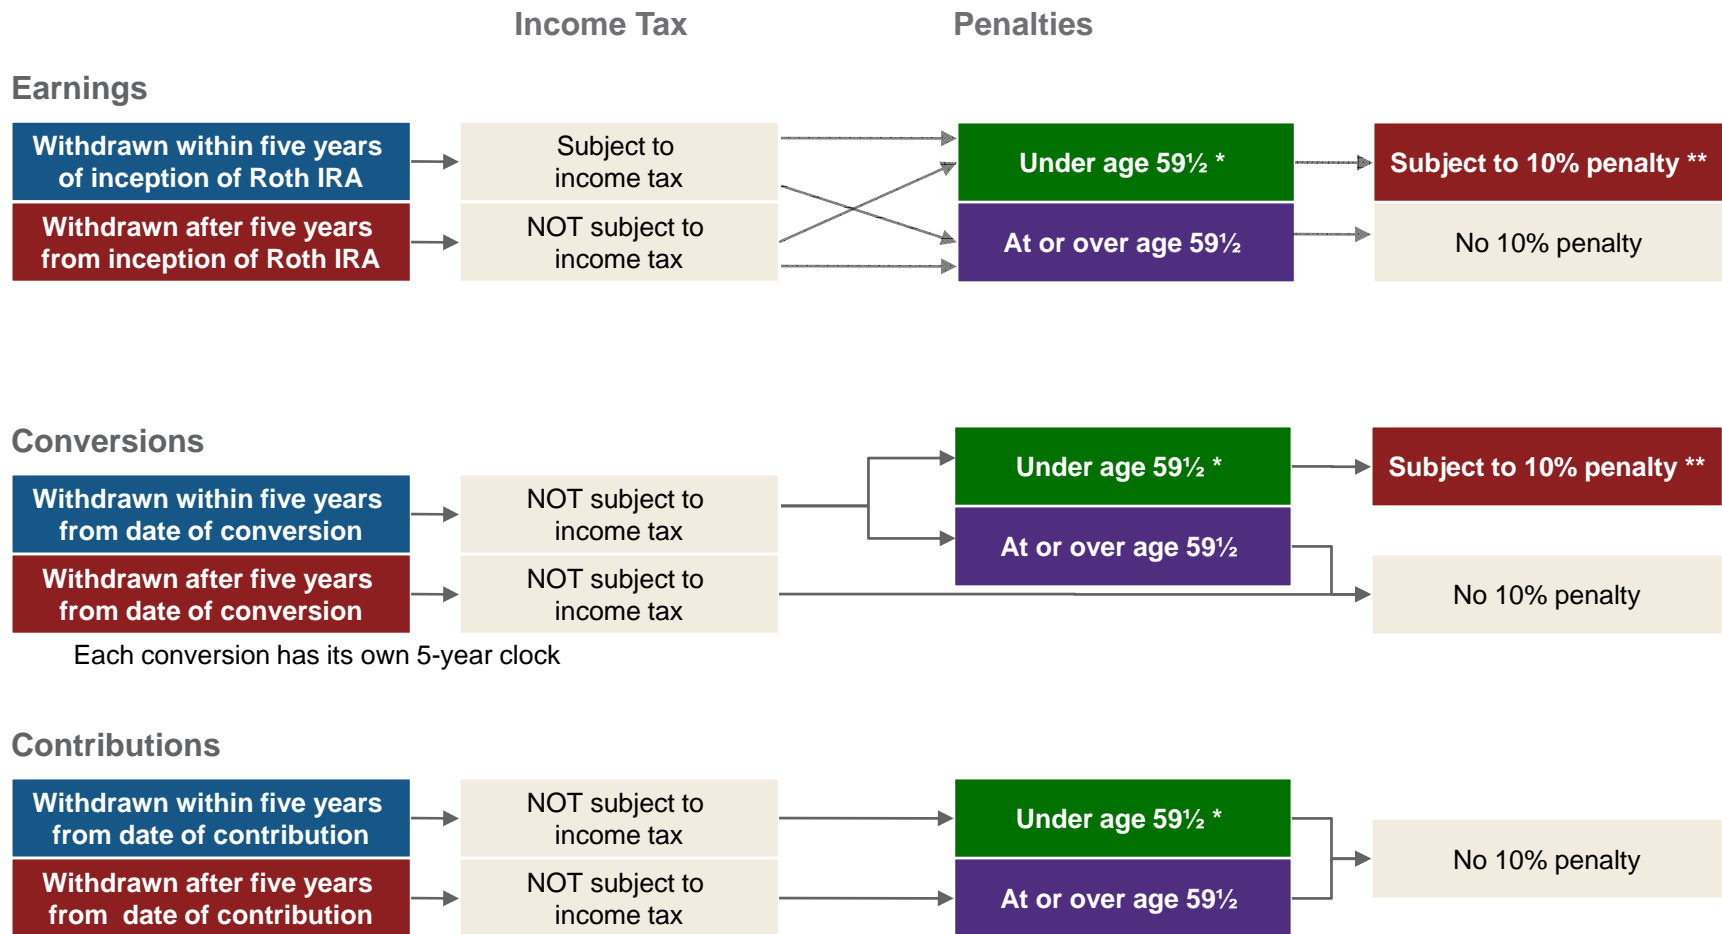 Income Tax
Penalties
Earnings
Withdrawn within five years
of inception of Roth IRA
Subject to
income tax
Under age 59½ *
Subject to 10% penalty **
Withdrawn after five years
from inception of Roth IRA
NOT subject to
income tax
At or over age 59½
No 10% penalty
Conversions
Withdrawn within five years
from date of conversion
NOT subject to
income tax
Under age 59½ *
Subject to 10% penalty **
At or over age 59½
Withdrawn after five years
from date of conversion
NOT subject to
income tax
No 10% penalty
Each conversion has its own 5-year clock
Contributions
Withdrawn within five years
from date of contribution
NOT subject to
income tax
Under age 59½ *
No 10% penalty
Withdrawn after five years
from  date of contribution
NOT subject to
income tax
At or over age 59½